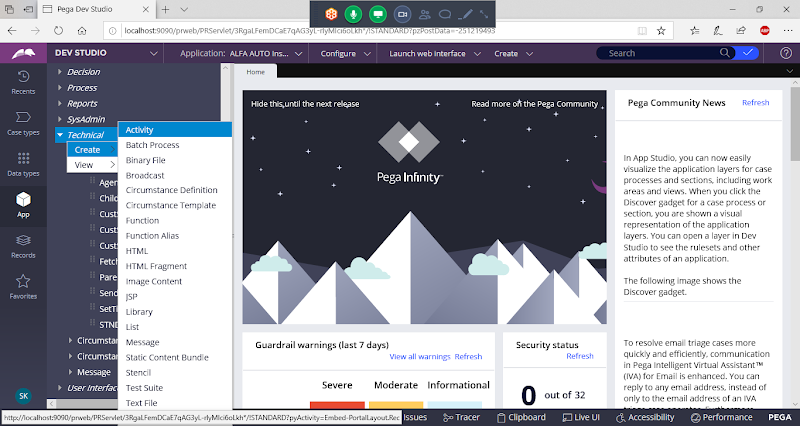 Pega Dev Studio
localhost:9090/prweb/PRServlet/3RgaLFemDCaE7qAG3yL-rlyMlci6oLkh*/!STANDARD?pzPostData=-251219493
DEV STUDIO
Application: ALFA AUTO Ins...
Configure
Launch web interface
Create
Search
Recents
Case types
Data types
App
Records
Favorites
SK
Decision
Process
Reports
SysAdmin
Technical
Create
View
Agen
Child
Cust
Cust
Cust
Fetch
Pare
Send
SetTi
STND
Circumstan
Circumstan
Message
User Interface
Activity
Batch Process
Binary File
Broadcast
Circumstance Definition
Circumstance Template
Function
Function Alias
HTML
HTML Fragment
Image Content
JSP
Library
List
Message
Static Content Bundle
Stencil
Test Suite
Text File
Home
Hide this until the next release
Read more on the Pega Community
Pega Infinity
Guardrail warnings (last 7 days)
View all warnings
Refresh
Severe
Moderate
Informational
Security status
Refresh
0 out of 32
Pega Community News
Refresh
In App Studio, you can now easily
visualize the application layers for case
processes and sections, including work
areas and views. When you click the
Discover gadget for a case process or
section, you are shown a visual
representation of the application
layers. You can open a layer in Dev
Studio to see the rulesets and other
attributes of an application.
The following image shows the
Discover gadget.
To resolve email triage cases more
quickly and efficiently, communication
in Pega Intelligent Virtual Assistant™
(IVA) for Email is enhanced. You can
reply to any email address, instead of
only to the email address of an IVA
http://localhost:9090/prweb/PRServlet/3RgaLFemDCaE7qAG3yL-rlyMlci6oLkh*/!STANDARD?pyActivity=Embed-PortalLayout.Rec
Issues
Tracer
Clipboard
Live UI
Accessibility
Performance
PEGA